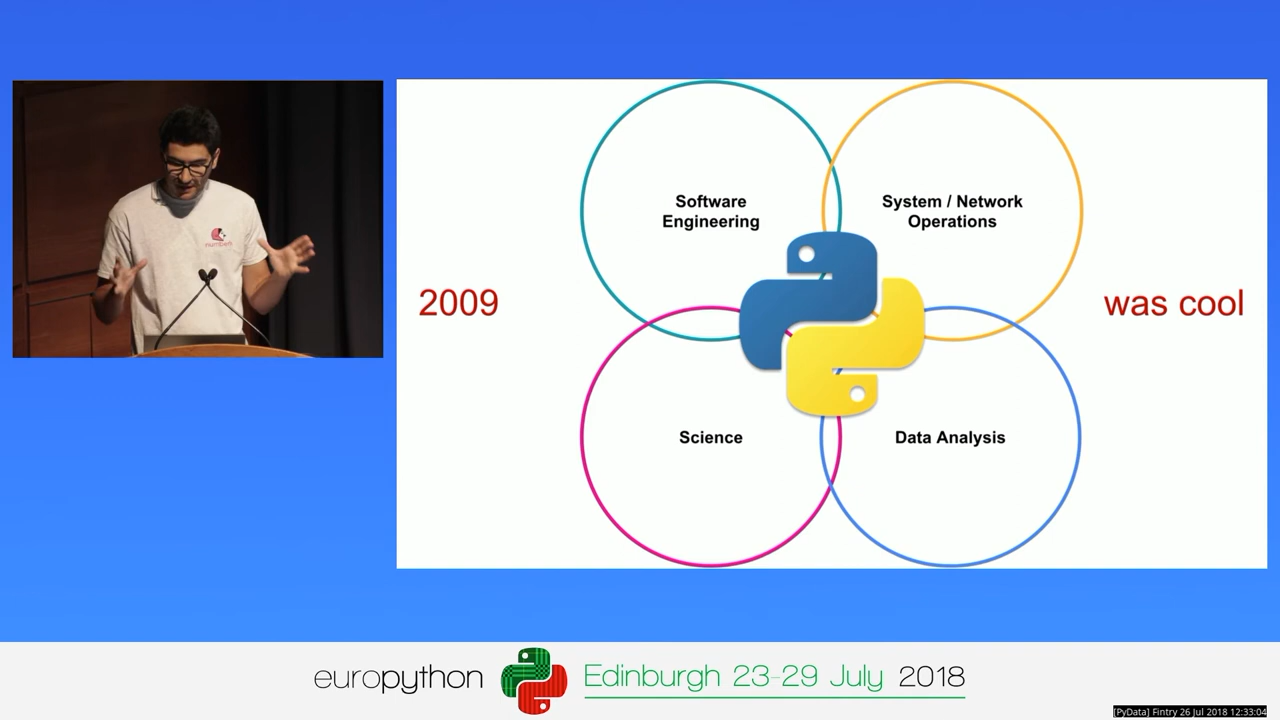 Software
Engineering
System / Network
Operations
2009
was cool
Science
Data Analysis
europython
Edinburgh 23-29 July 2018
[PyData] Fintry 26 Jul 2018 12:33:04